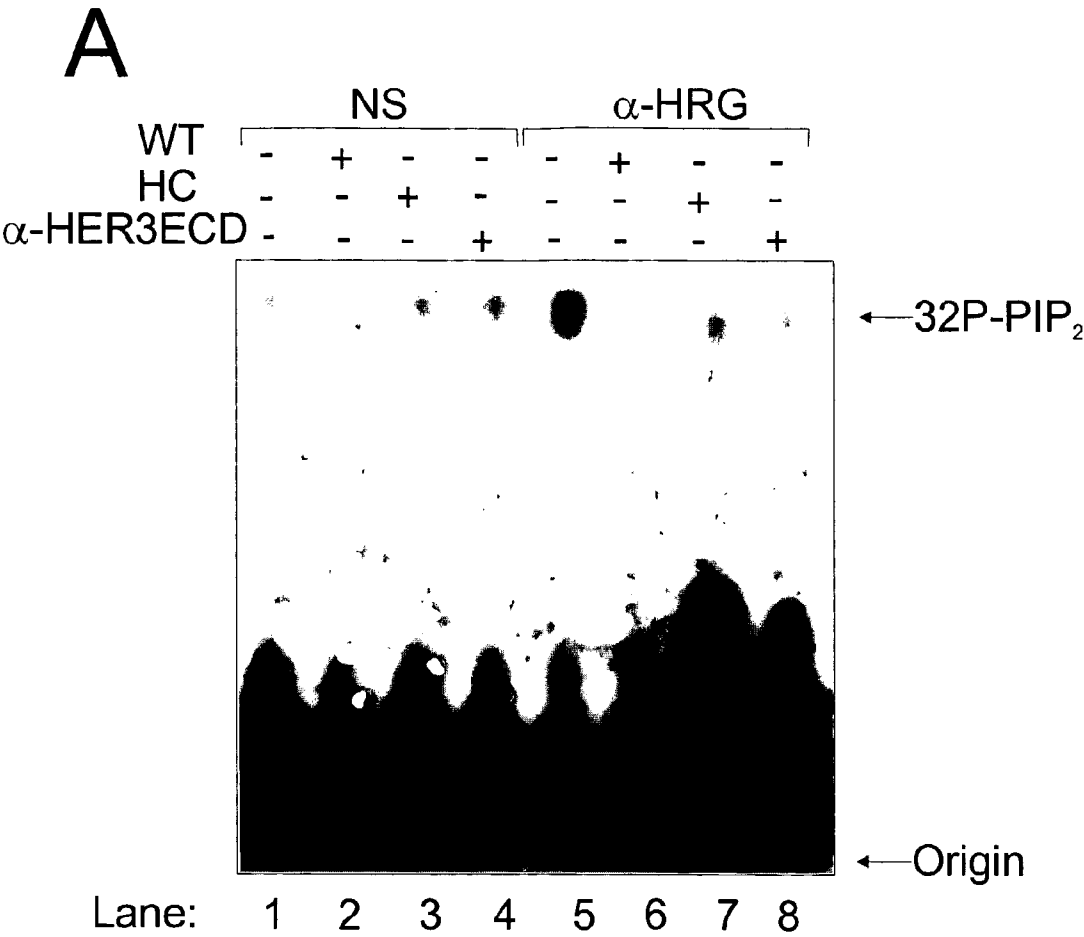 A
NS α-HRG
WT - + - - - + - -
HC - - + - - - + -
α-HER3ECD - - - + - - - +
32P-PIP₂
Origin
Lane: 1 2 3 4 5 6 7 8